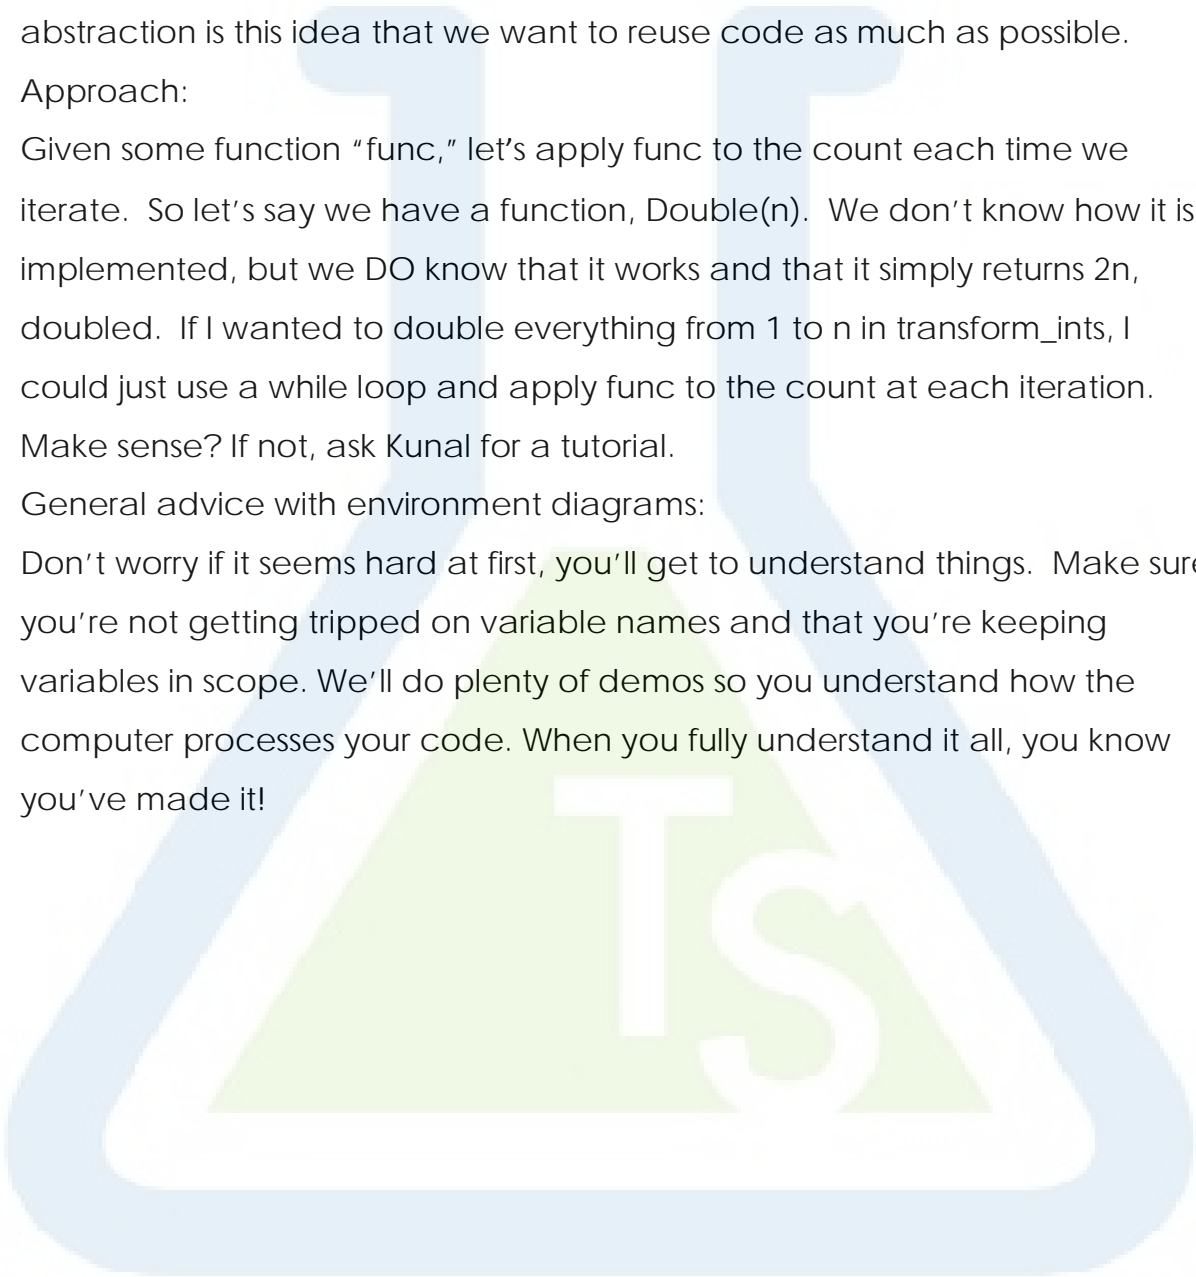 abstraction is this idea that we want to reuse code as much as possible.
Approach:
Given some function “func,” let’s apply func to the count each time we
iterate.  So let’s say we have a function, Double(n).  We don’t know how it is
implemented, but we DO know that it works and that it simply returns 2n,
doubled.  If I wanted to double everything from 1 to n in transform_ints, I
could just use a while loop and apply func to the count at each iteration.
Make sense? If not, ask Kunal for a tutorial.
General advice with environment diagrams:
Don’t worry if it seems hard at first, you’ll get to understand things.  Make sure
you’re not getting tripped on variable names and that you’re keeping
variables in scope. We’ll do plenty of demos so you understand how the
computer processes your code. When you fully understand it all, you know
you’ve made it!
TS